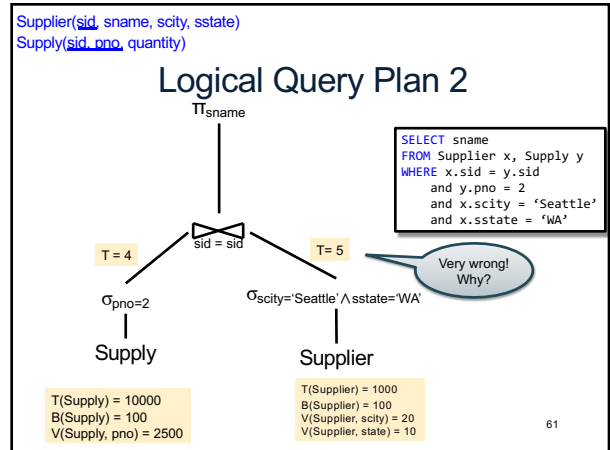 Supplier(sid, sname, scity, sstate)
Supply(sid, pno, quantity)
Logical Query Plan 2
πsname
SELECT sname
FROM Supplier x, Supply y
WHERE x.sid = y.sid
and y.pno = 2
and x.scity = ‘Seattle’
and x.sstate = ‘WA’
sid = sid
T = 4
T= 5
Very wrong!
Why?
σpno=2
σscity=‘Seattle’∧sstate=‘WA’
Supply
Supplier
T(Supply) = 10000
B(Supply) = 100
V(Supply, pno) = 2500
T(Supplier) = 1000
B(Supplier) = 100
V(Supplier, scity) = 20
V(Supplier, state) = 10
61